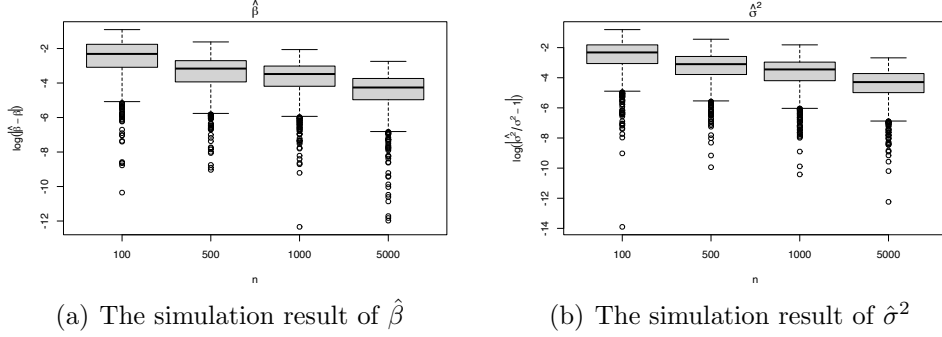 β̂
log(|β̂ − β|)
-2
-4
-6
-8
-10
-12
100 500 1000 5000
n
(a) The simulation result of β̂
σ̂²
log(|σ̂²/σ² − 1|)
-2
-4
-6
-8
-10
-12
-14
100 500 1000 5000
n
(b) The simulation result of σ̂²